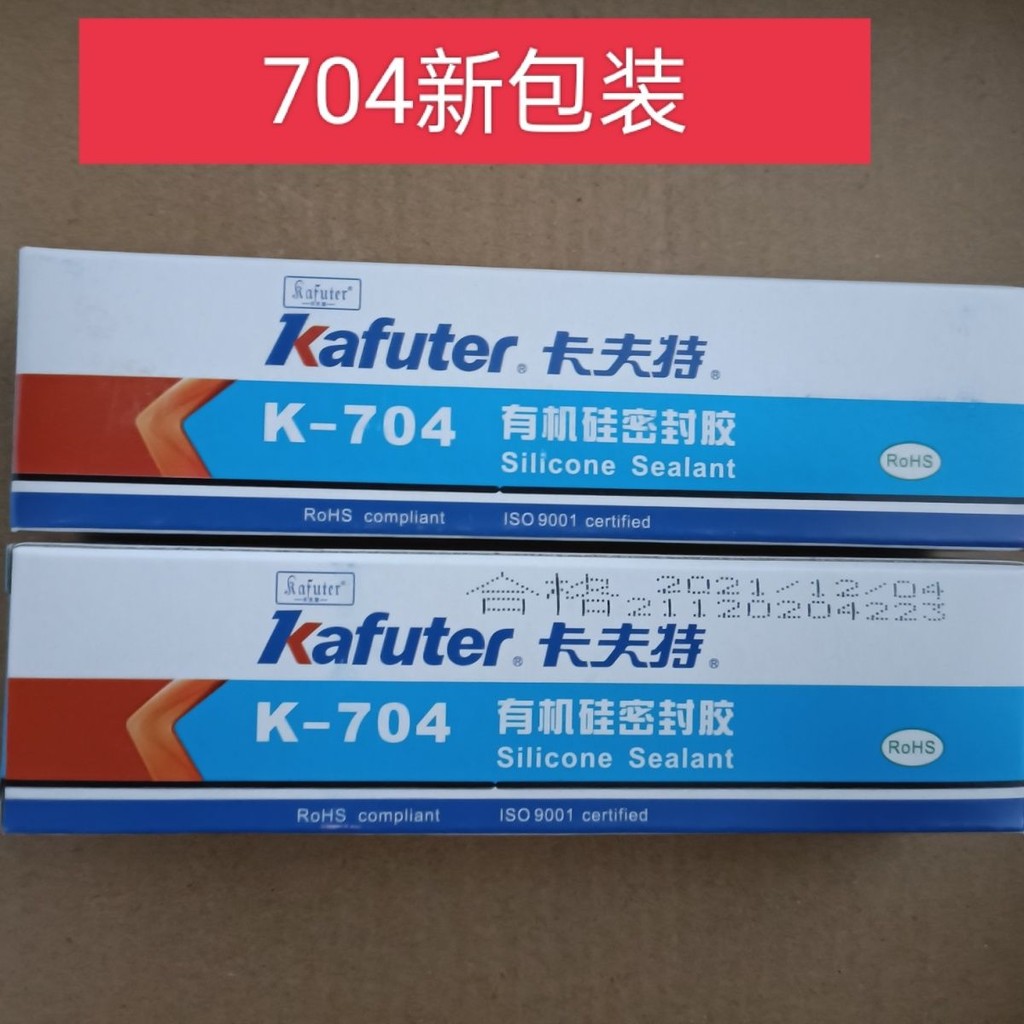 704新包装
Kafuter®
Kafuter® 卡夫特®
K-704 有机硅密封胶
Silicone Sealant
RoHS
RoHS compliant ISO 9001 certified
Kafuter®
合格 2021/12/04
21120204223
Kafuter® 卡夫特®
K-704 有机硅密封胶
Silicone Sealant
RoHS
RoHS compliant ISO 9001 certified